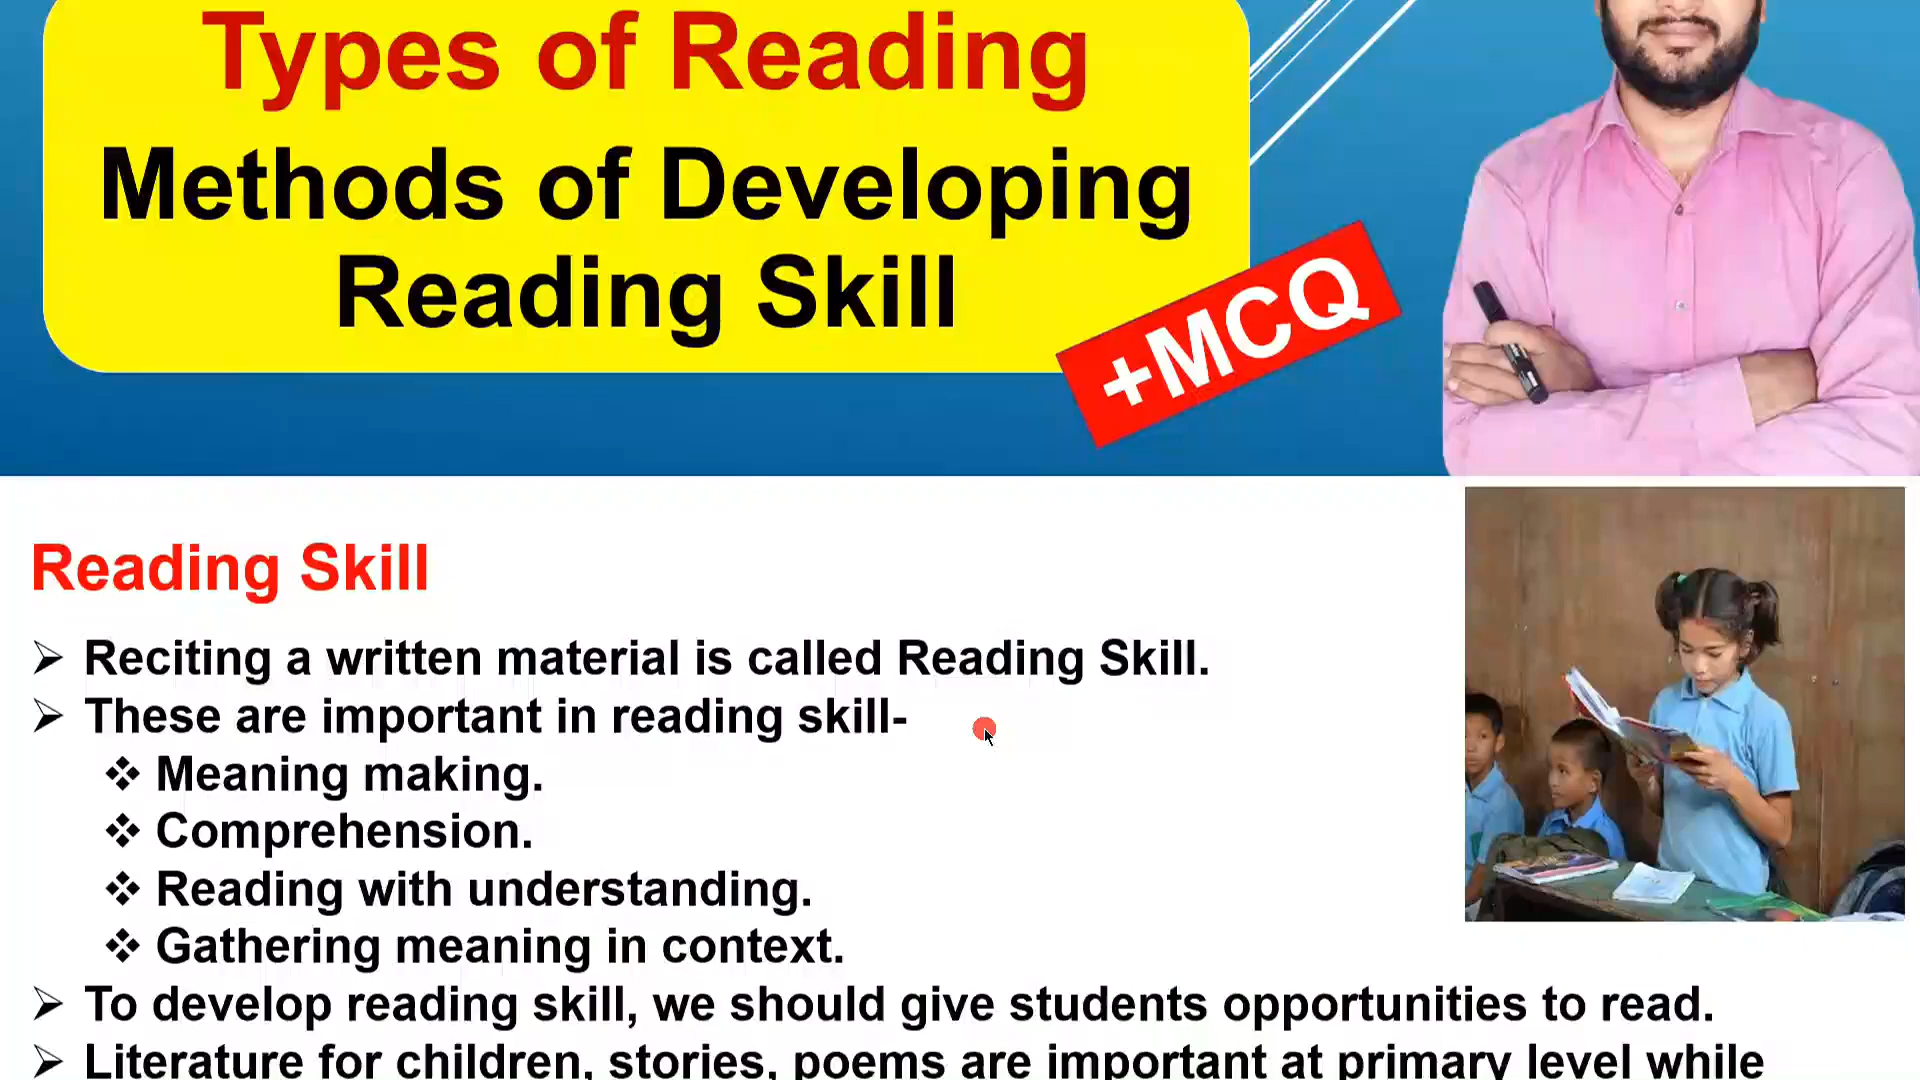 Types of Reading
Methods of Developing
Reading Skill
+MCQ
Reading Skill
➢ Reciting a written material is called Reading Skill.
➢ These are important in reading skill-
❖ Meaning making.
❖ Comprehension.
❖ Reading with understanding.
❖ Gathering meaning in context.
➢ To develop reading skill, we should give students opportunities to read.
➢ Literature for children, stories, poems are important at primary level while